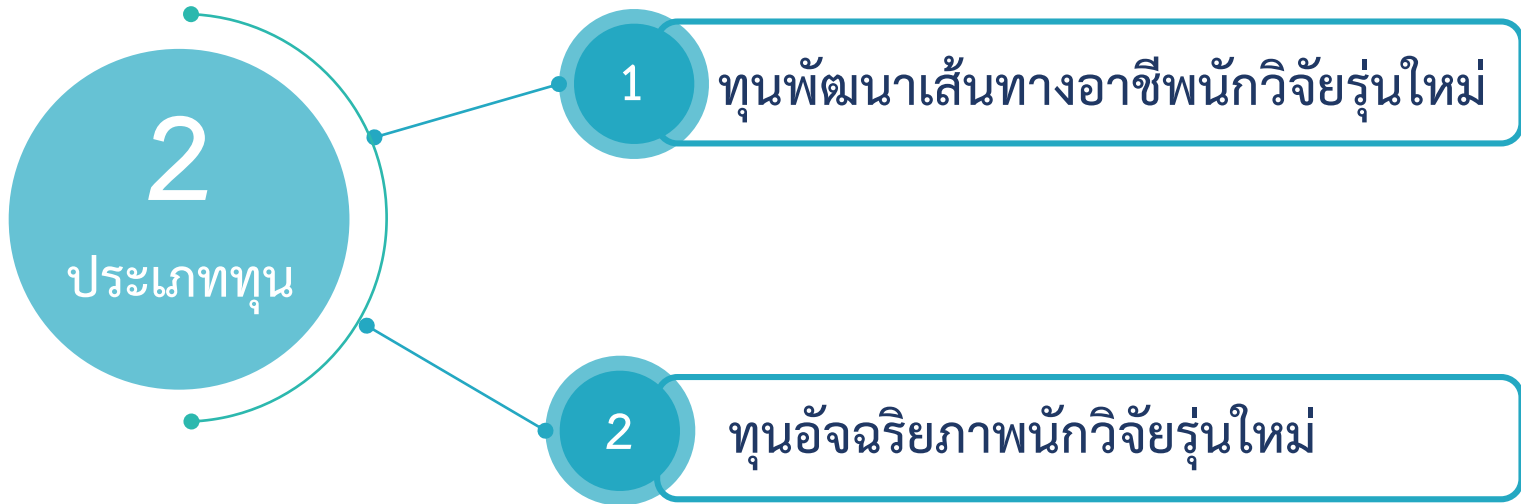 2
ประเภททุน
1
ทุนพัฒนาเส้นทางอาชีพนักวิจัยรุ่นใหม่
2
ทุนอัจฉริยภาพนักวิจัยรุ่นใหม่